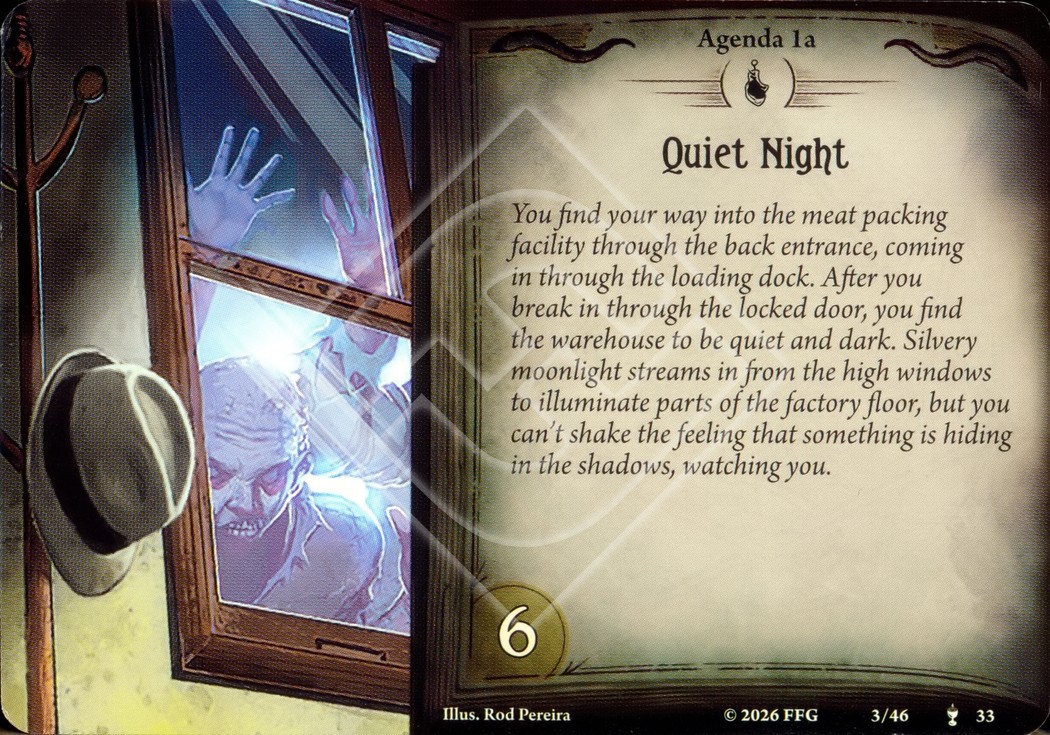 Agenda 1a
Quiet Night
You find your way into the meat packing
facility through the back entrance, coming
in through the loading dock. After you
break in through the locked door, you find
the warehouse to be quiet and dark. Silvery
moonlight streams in from the high windows
to illuminate parts of the factory floor, but you
can't shake the feeling that something is hiding
in the shadows, watching you.
6
Illus. Rod Pereira
© 2026 FFG
3/46
33